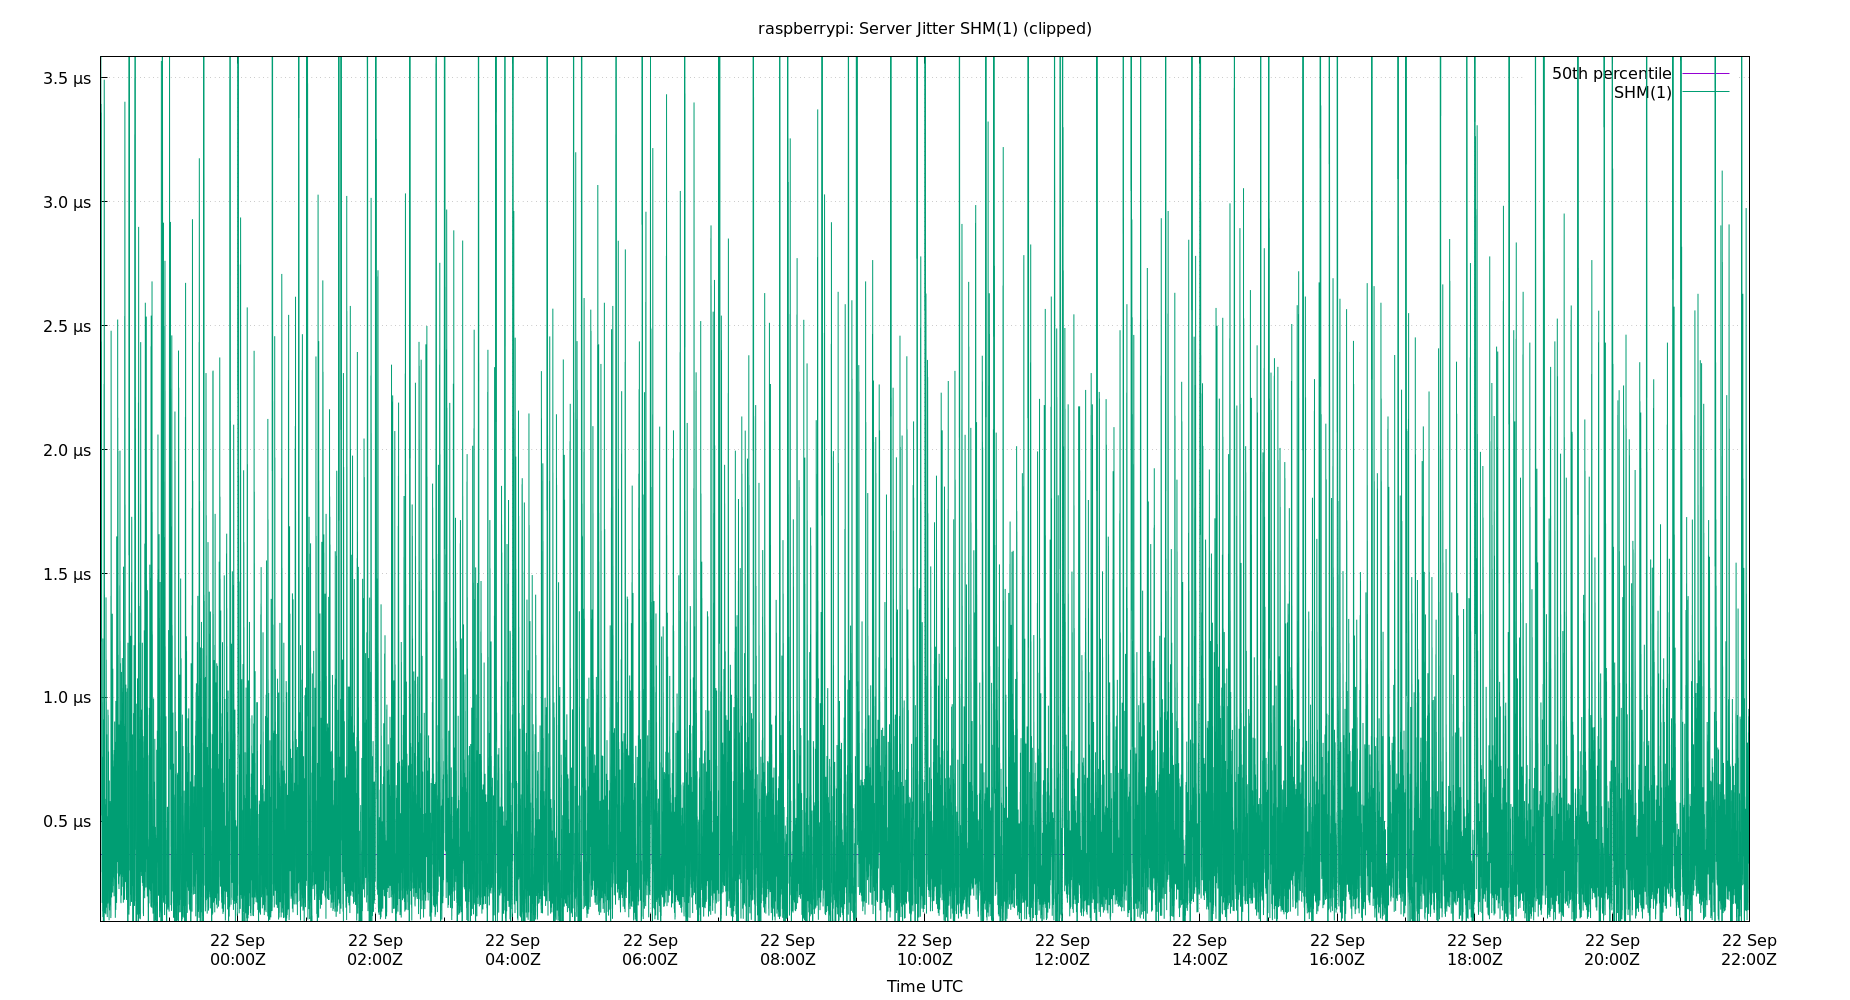 raspberrypi: Server Jitter SHM(1) (clipped)
50th percentile
SHM(1)
3.5 µs
3.0 µs
2.5 µs
2.0 µs
1.5 µs
1.0 µs
0.5 µs
22 Sep 22 Sep 22 Sep 22 Sep 22 Sep 22 Sep 22 Sep 22 Sep 22 Sep 22 Sep 22 Sep 22 Sep
00:00Z 02:00Z 04:00Z 06:00Z 08:00Z 10:00Z 12:00Z 14:00Z 16:00Z 18:00Z 20:00Z 22:00Z
Time UTC